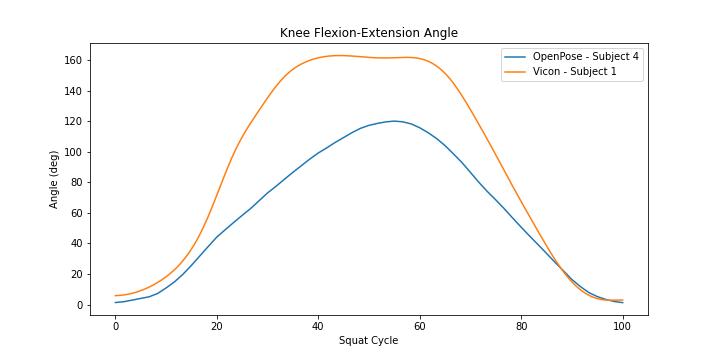 Knee Flexion-Extension Angle
OpenPose - Subject 4
Vicon - Subject 1
Angle (deg)
160
140
120
100
80
60
40
20
0
0 20 40 60 80 100
Squat Cycle